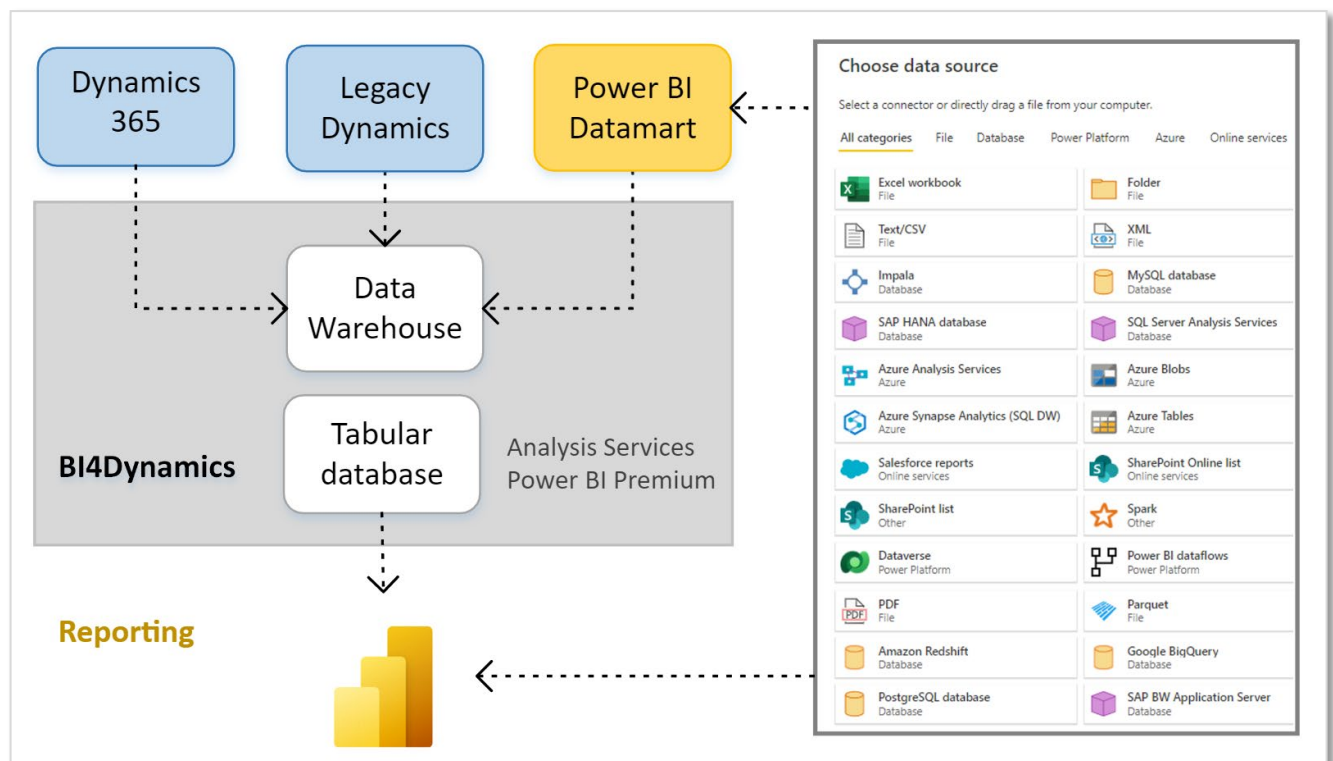 Dynamics
365
Legacy
Dynamics
Power BI
Datamart
Data
Warehouse
Tabular
database
BI4Dynamics
Analysis Services
Power BI Premium
Reporting
Choose data source
Select a connector or directly drag a file from your computer.
All categories File Database Power Platform Azure Online services
Excel workbook
File
Folder
File
Text/CSV
File
XML
File
Impala
Database
MySQL database
Database
SAP HANA database
Database
SQL Server Analysis Services
Database
Azure Analysis Services
Azure
Azure Blobs
Azure
Azure Synapse Analytics (SQL DW)
Azure
Azure Tables
Azure
Salesforce reports
Online services
SharePoint Online list
Online services
SharePoint list
Other
Spark
Other
Dataverse
Power Platform
Power BI dataflows
Power Platform
PDF
PDF
File
Parquet
File
Amazon Redshift
Database
Google BigQuery
Database
PostgreSQL database
Database
SAP BW Application Server
Database